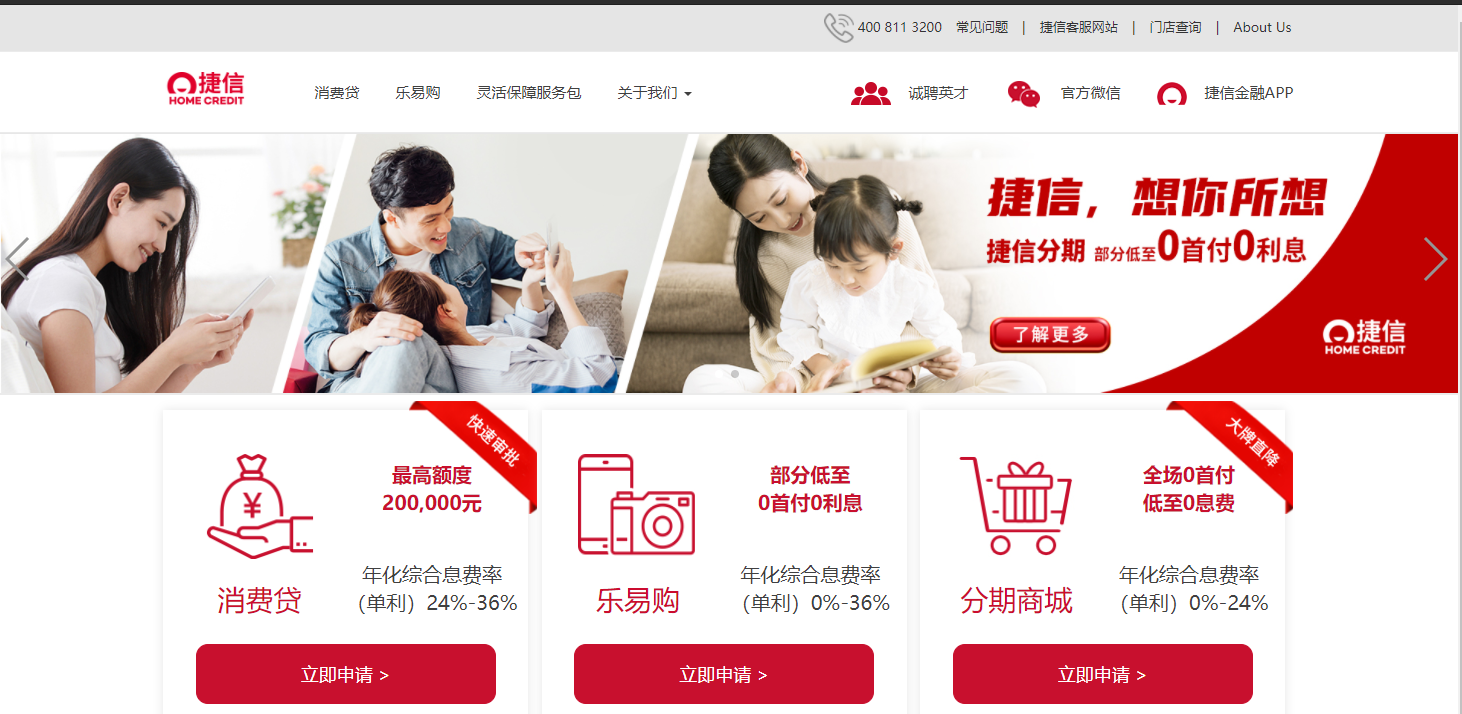 400 811 3200 常见问题 | 捷信客服网站 | 门店查询 | About Us
捷信
HOME CREDIT
消费贷 乐易购 灵活保障服务包 关于我们 诚聘英才 官方微信 捷信金融APP
捷信，想你所想
捷信分期 部分低至0首付0利息
了解更多
捷信
HOME CREDIT
快速审批
最高额度
200,000元
消费贷
年化综合息费率
（单利）24%-36%
立即申请 >
部分低至
0首付0利息
乐易购
年化综合息费率
（单利）0%-36%
立即申请 >
大牌直降
全场0首付
低至0息费
分期商城
年化综合息费率
（单利）0%-24%
立即申请 >